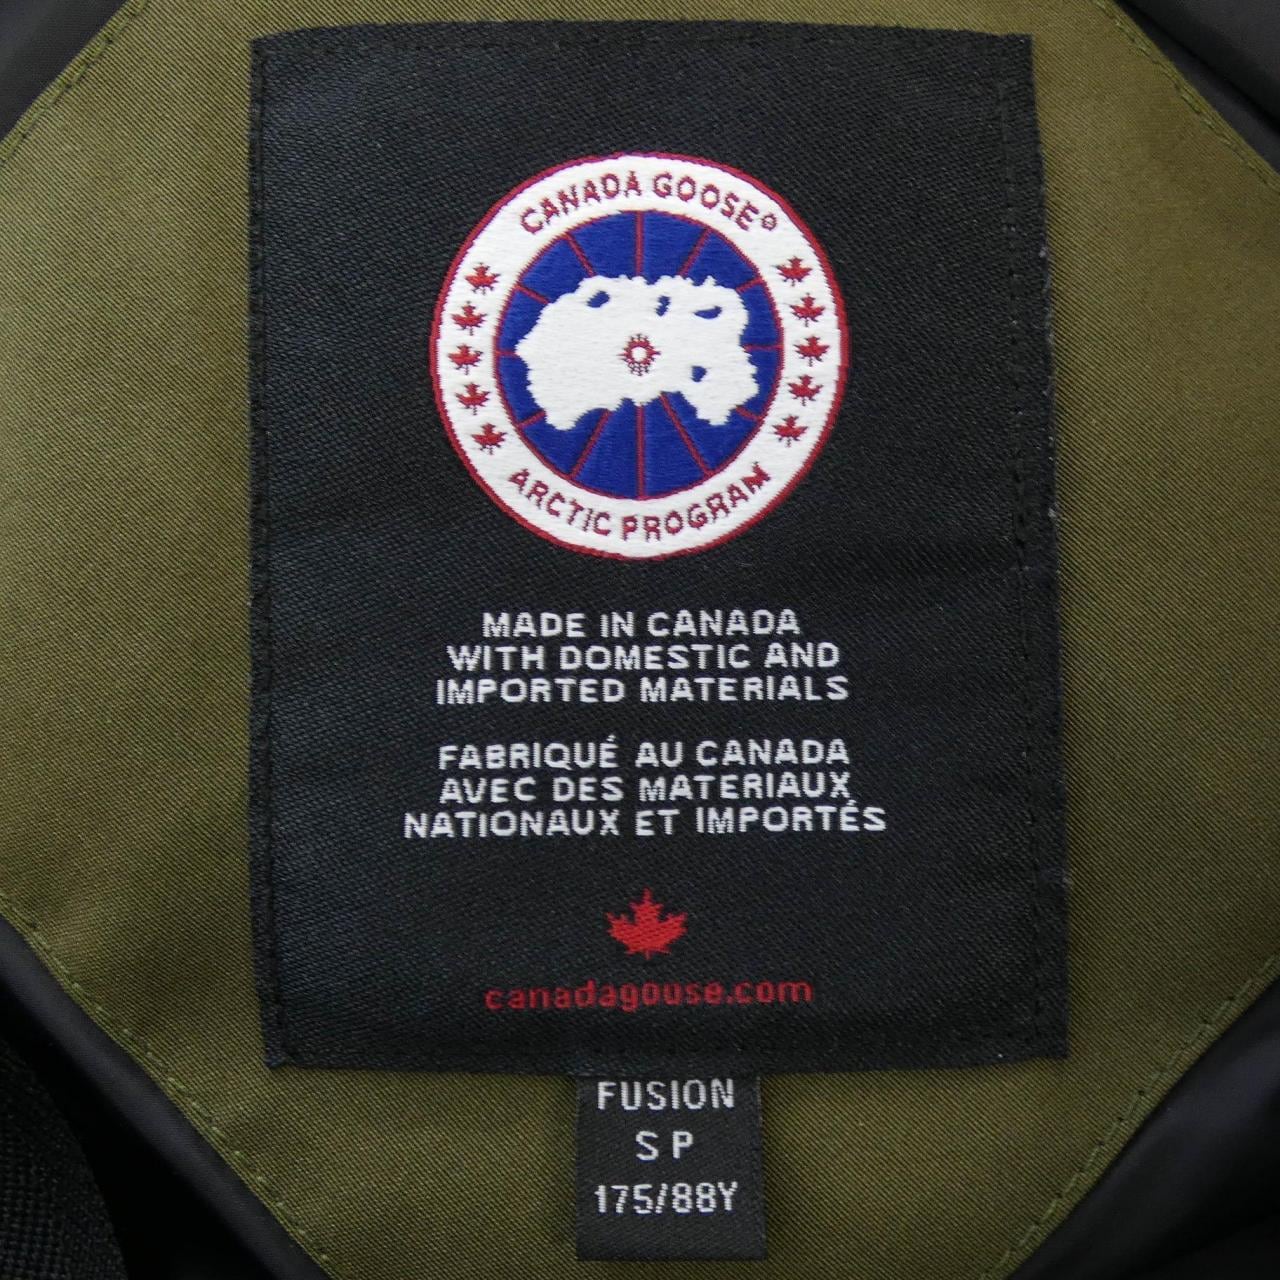 CANADA GOOSE®
ARCTIC PROGRAM
MADE IN CANADA
WITH DOMESTIC AND
IMPORTED MATERIALS
FABRIQUÉ AU CANADA
AVEC DES MATERIAUX
NATIONAUX ET IMPORTÉS
canadagouse.com
FUSION
S P
175/88Y